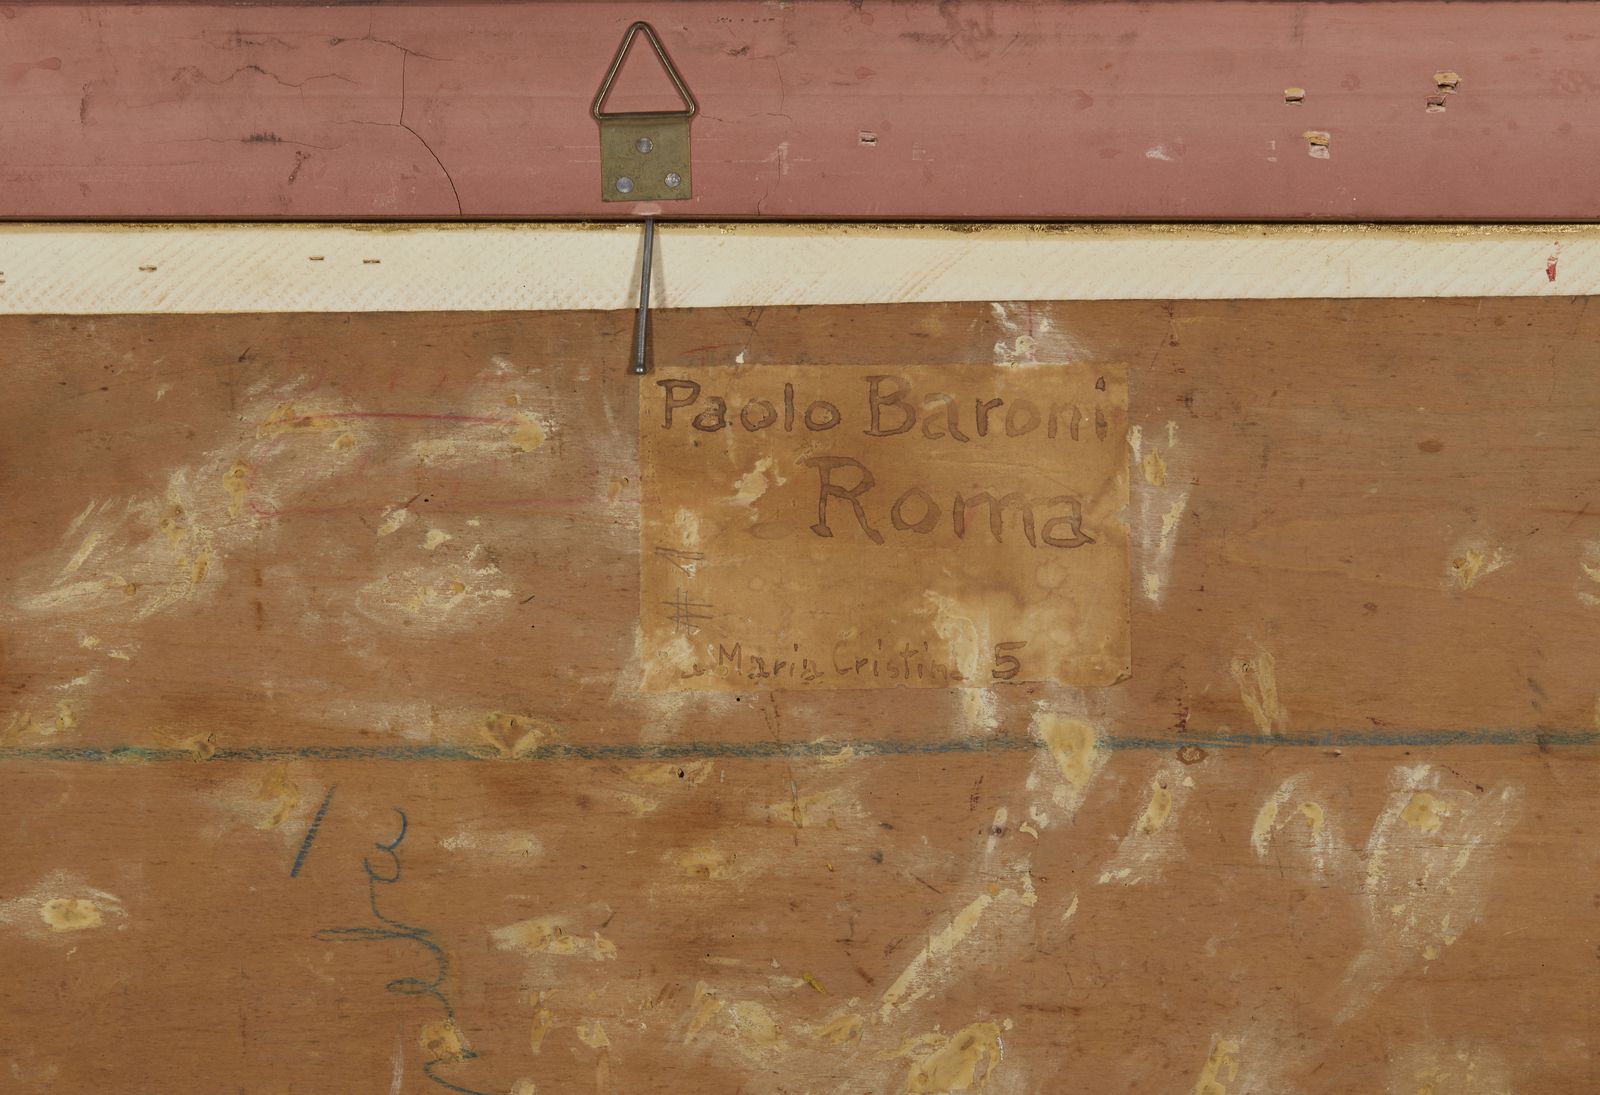 Paolo Baroni
Roma
#
Maria Cristina 5